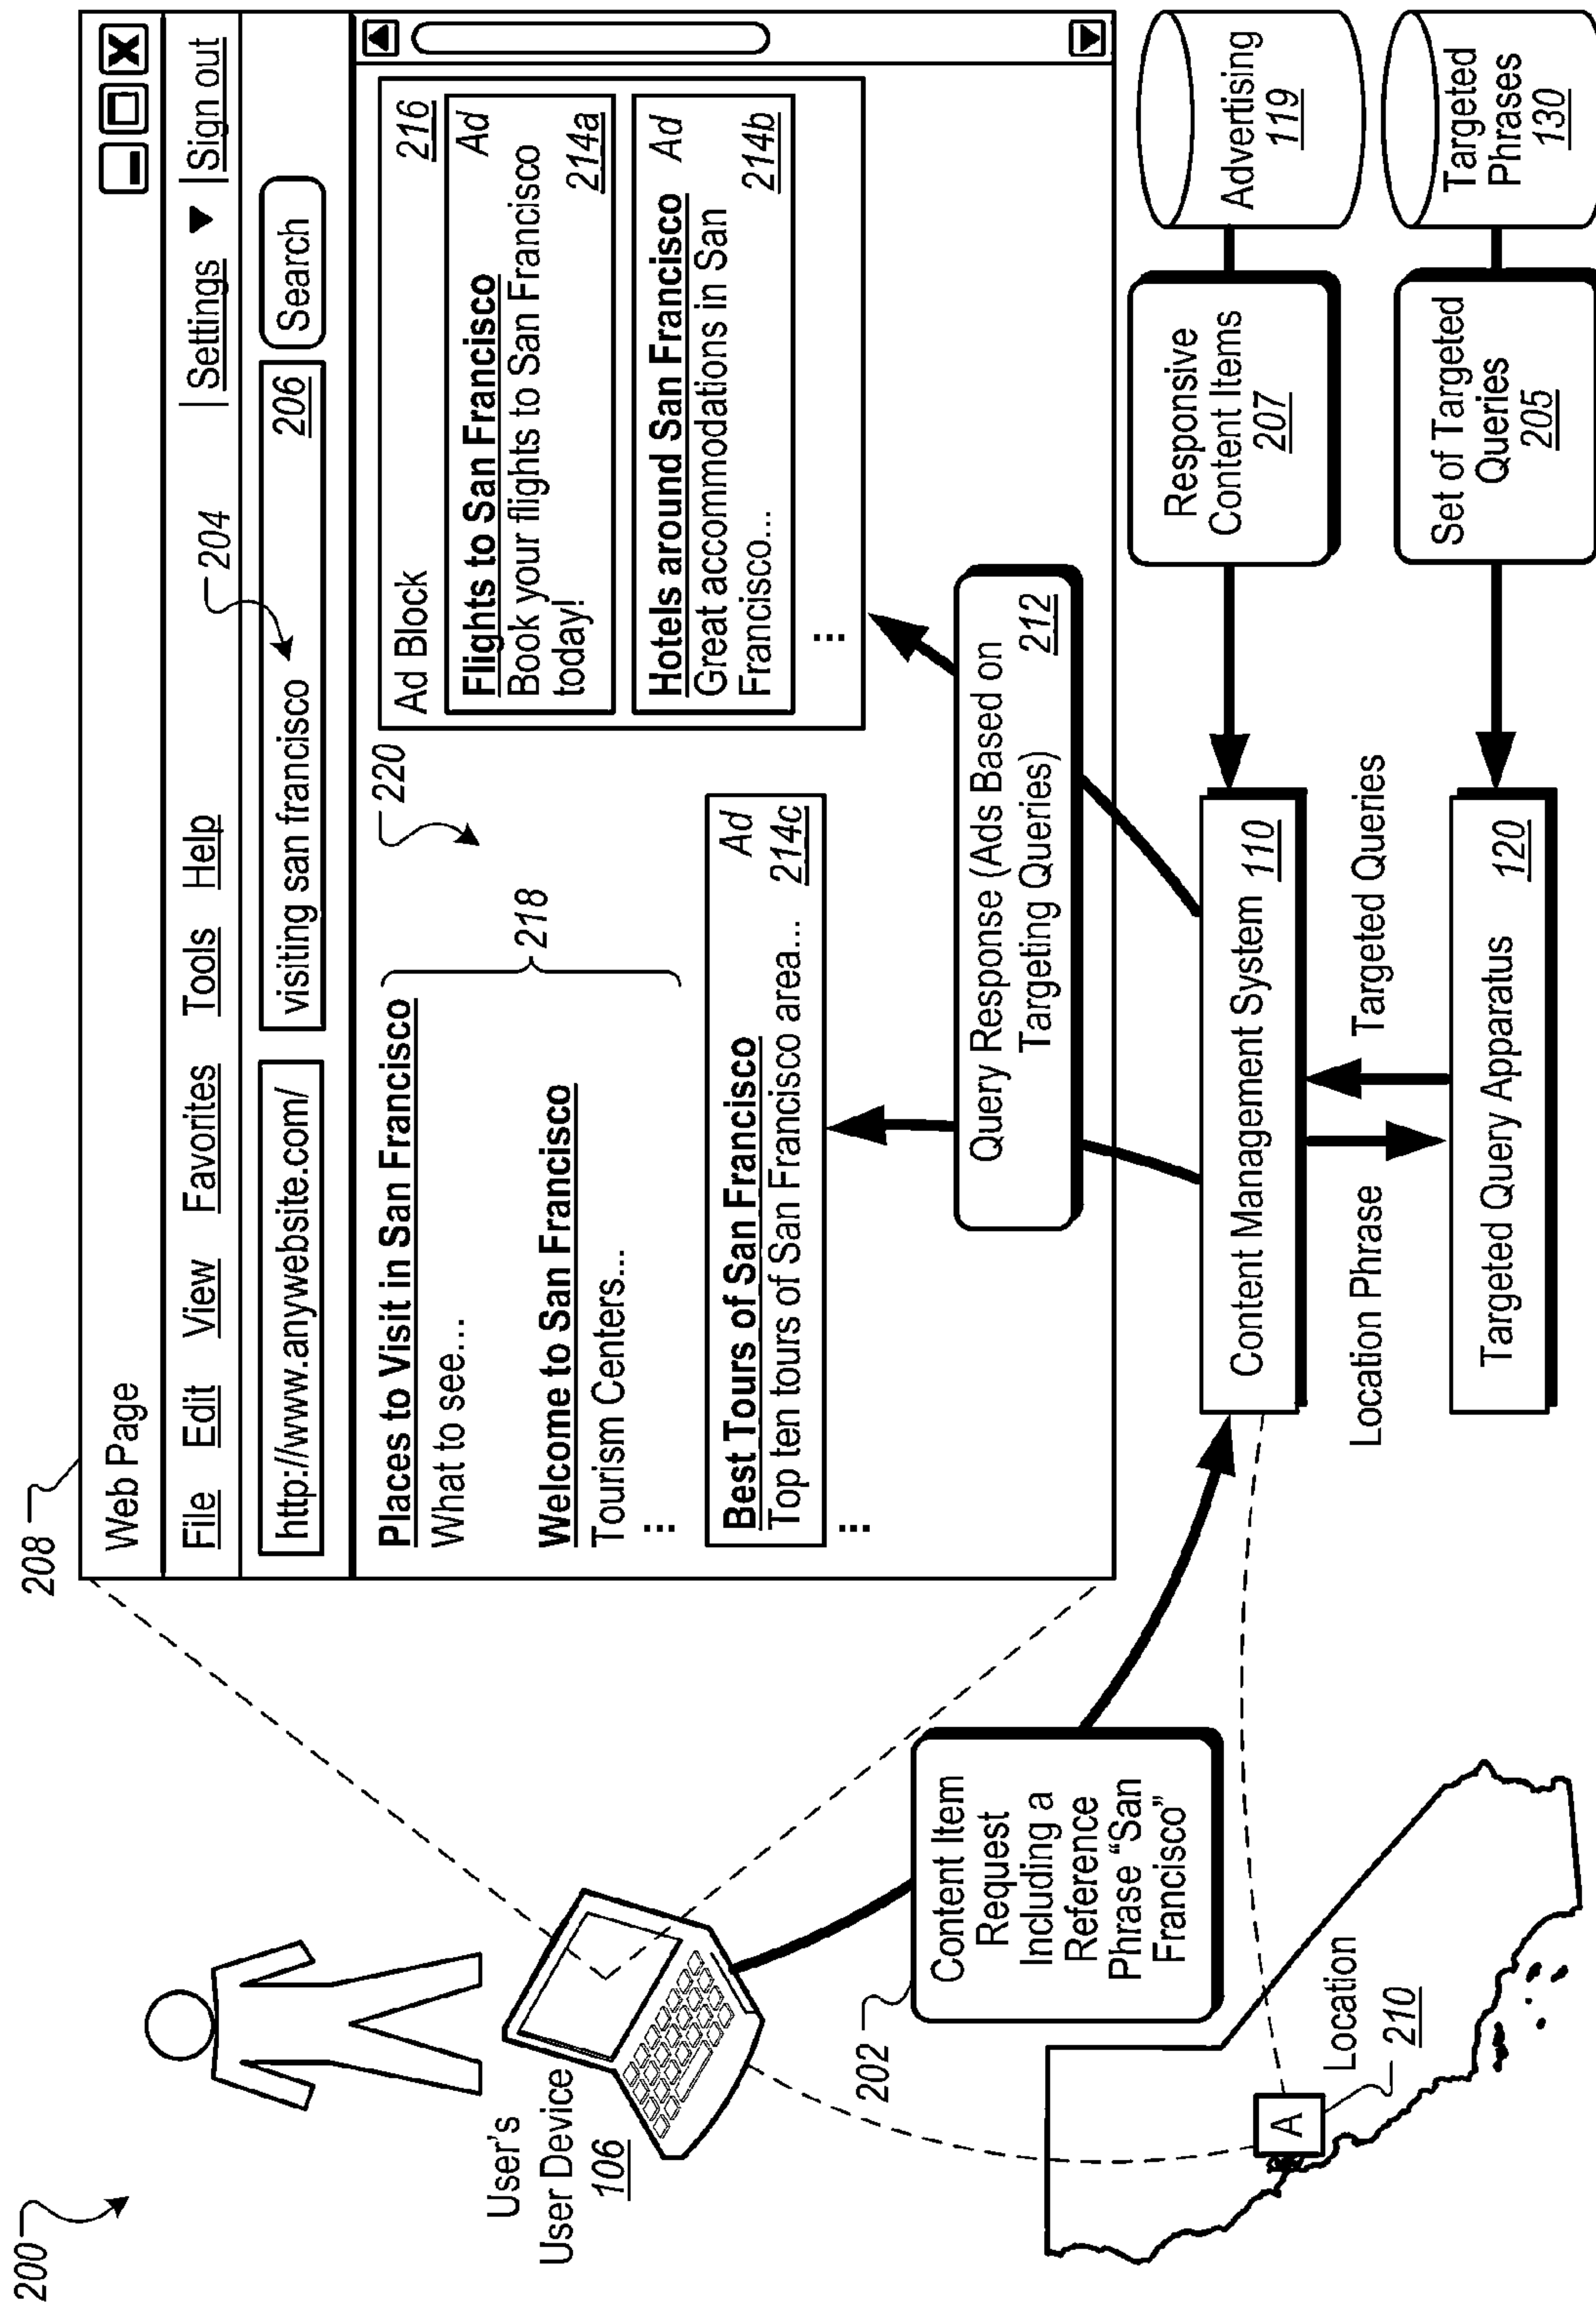 200
208
Web Page
File Edit View Favorites Tools Help
|Settings ▼ |Sign out
204
http://www.anywebsite.com/
visiting san francisco
206
Search
Places to Visit in San Francisco
What to see...
Welcome to San Francisco
Tourism Centers...
...
218
220
Best Tours of San Francisco
Ad
Top ten tours of San Francisco area...
214c
...
Ad Block
216
Flights to San Francisco
Ad
Book your flights to San Francisco
today!
214a
Hotels around San Francisco
Ad
Great accommodations in San
Francisco...
214b
...
User's
User Device
106
202
Content Item
Request
Including a
Reference
Phrase “San
Francisco”
A
Location
210
Query Response (Ads Based on
Targeting Queries)
212
Content Management System 110
Location Phrase
Targeted Queries
Targeted Query Apparatus 120
Responsive
Content Items
207
Advertising
119
Set of Targeted
Queries
205
Targeted
Phrases
130